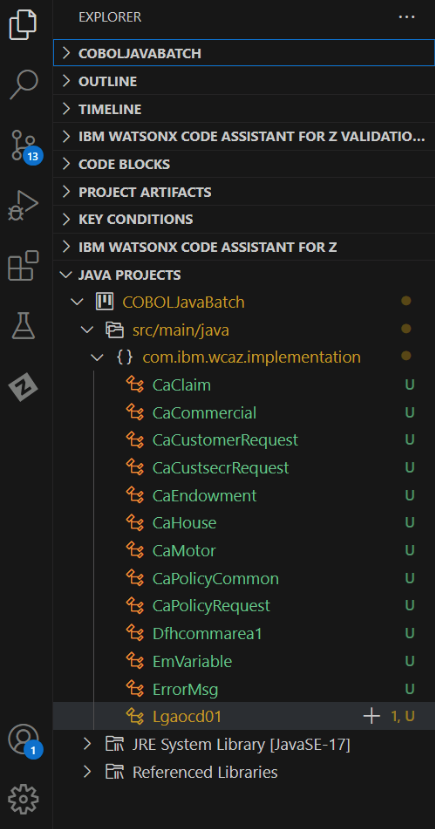 EXPLORER
COBOLJAVABATCH
OUTLINE
TIMELINE
IBM WATSONX CODE ASSISTANT FOR Z VALIDATIO...
13
CODE BLOCKS
PROJECT ARTIFACTS
KEY CONDITIONS
IBM WATSONX CODE ASSISTANT FOR Z
JAVA PROJECTS
COBOLJavaBatch
src/main/java
{} com.ibm.wcaz.implementation
CaClaim U
CaCommercial U
CaCustomerRequest U
CaCustsecrRequest U
CaEndowment U
CaHouse U
CaMotor U
CaPolicyCommon U
CaPolicyRequest U
Dfhcommarea1 U
EmVariable U
ErrorMsg U
Lgaocd01 1, U
1
JRE System Library [JavaSE-17]
Referenced Libraries